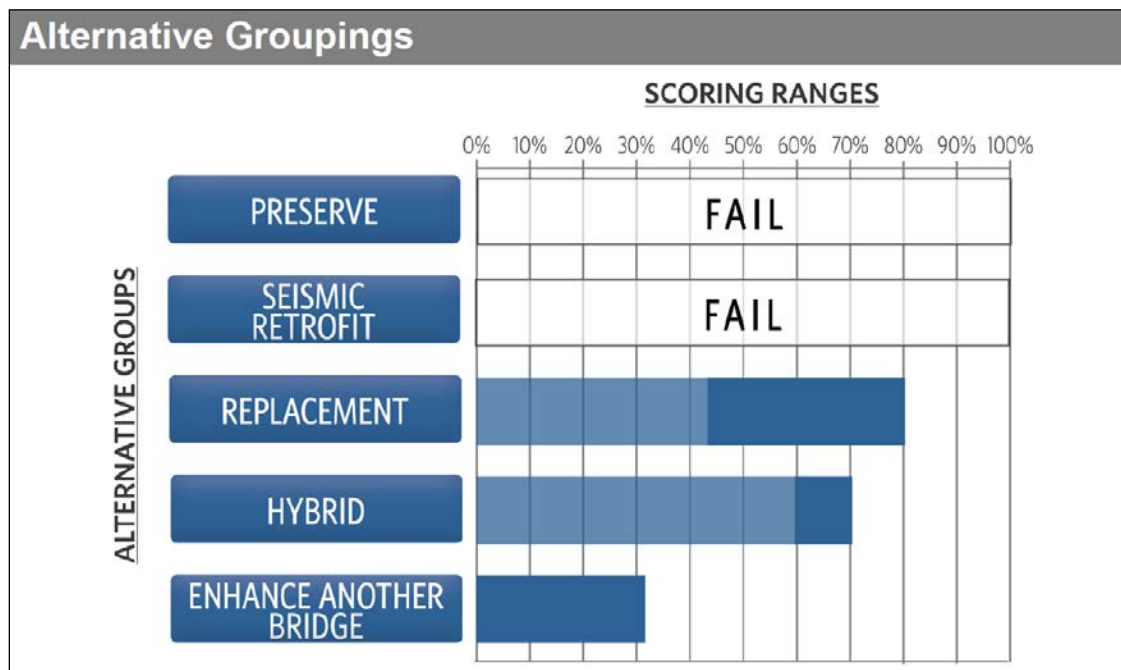 Alternative Groupings
SCORING RANGES
0% 10% 20% 30% 40% 50% 60% 70% 80% 90% 100%
ALTERNATIVE GROUPS
PRESERVE
FAIL
SEISMIC
RETROFIT
FAIL
REPLACEMENT
HYBRID
ENHANCE ANOTHER
BRIDGE